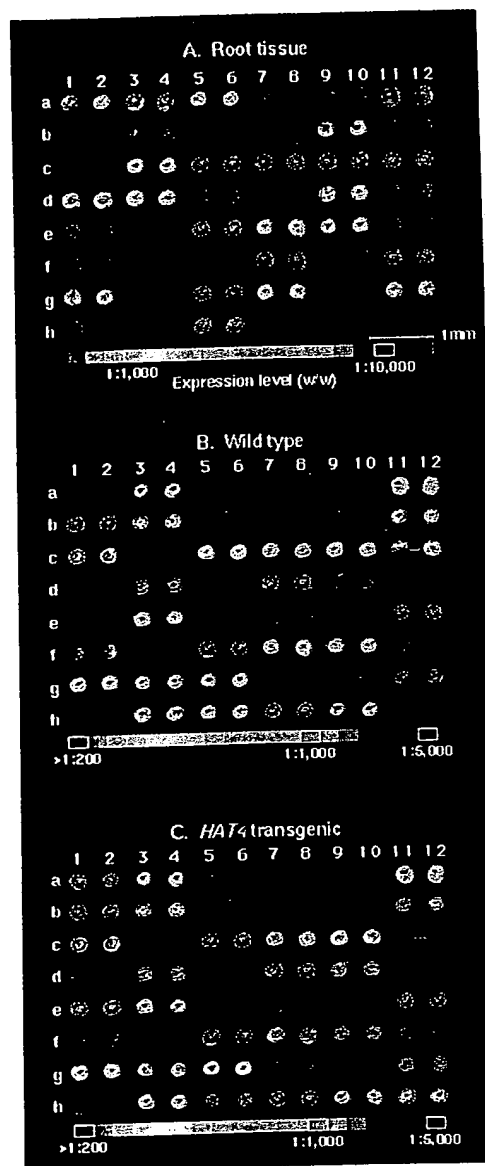 A. Root tissue
1 2 3 4 5 6 7 8 9 10 11 12
a
b
c
d
e
f
g
h
1mm
1:1,000 1:10,000
Expression level (w/w)
B. Wild type
1 2 3 4 5 6 7 8 9 10 11 12
a
b
c
d
e
f
g
h
>1:200 1:1,000 1:5,000
C. HAT4 transgenic
1 2 3 4 5 6 7 8 9 10 11 12
a
b
c
d
e
f
g
h
>1:200 1:1,000 1:5,000